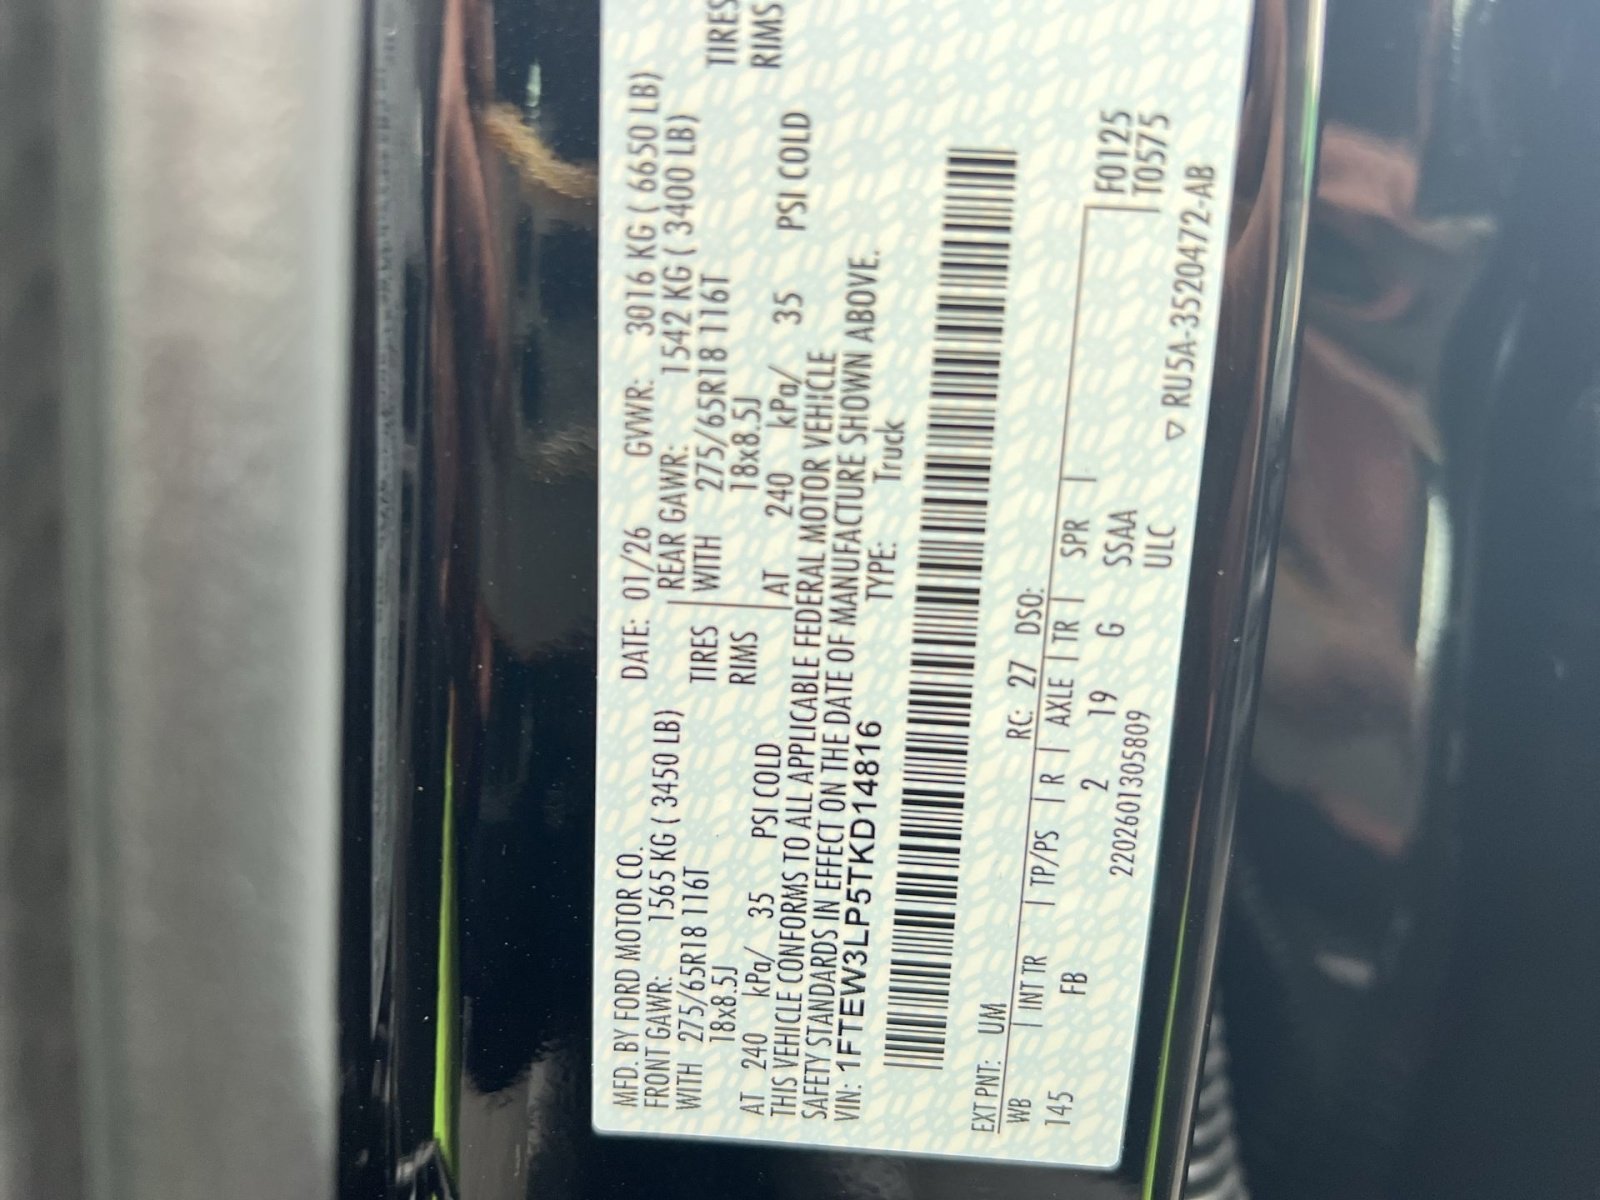 MFD. BY FORD MOTOR CO. DATE: 01/26 GVWR: 3016 KG ( 6650 LB)
FRONT GAWR: 1565 KG ( 3450 LB) REAR GAWR: 1542 KG ( 3400 LB)
WITH 275/65R18 116T TIRES WITH 275/65R18 116T TIRES
18x8.5J RIMS 18x8.5J RIMS
AT 240 kPa/ 35 PSI COLD AT 240 kPa/ 35 PSI COLD
THIS VEHICLE CONFORMS TO ALL APPLICABLE FEDERAL MOTOR VEHICLE
SAFETY STANDARDS IN EFFECT ON THE DATE OF MANUFACTURE SHOWN ABOVE.
VIN: 1FTEW3LP5TKD14816 TYPE: Truck
EXT PNT: UM RC: 27 DSO:
WB | INT TR | TP/PS | R | AXLE | TR | SPR | F0125
145 FB 2 19 G SSAA T0575
2202601305809 ULC
▽ RU5A-3520472-AB